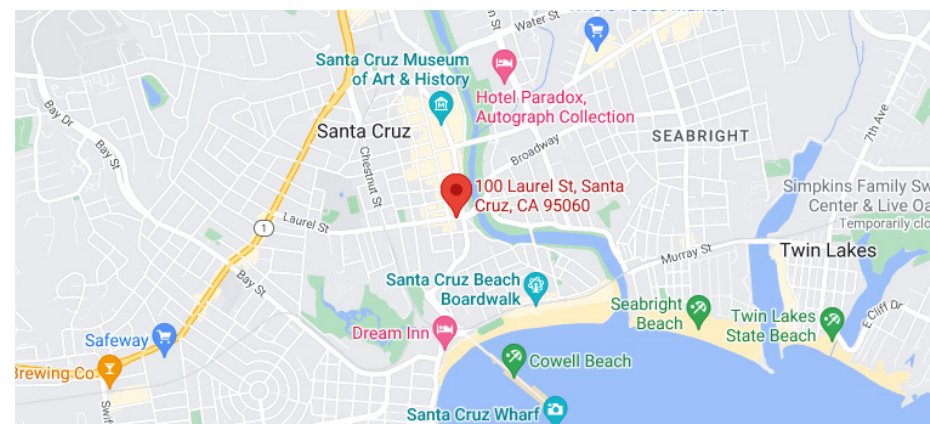 Water St
Santa Cruz Museum
of Art & History
Hotel Paradox,
Autograph Collection
Santa Cruz
SEABRIGHT
7th Ave
Bay Dr
Bay St
Chestnut St
Broadway
100 Laurel St, Santa
Cruz, CA 95060
Simpkins Family Sw
Center & Live Oa
Temporarily clo
Laurel St
1
Murray St
Twin Lakes
Bay St
Santa Cruz Beach
Boardwalk
Seabright
Beach
Twin Lakes
State Beach
E Cliff Dr
Dream Inn
Safeway
Cowell Beach
Brewing Co
Swif
Santa Cruz Wharf